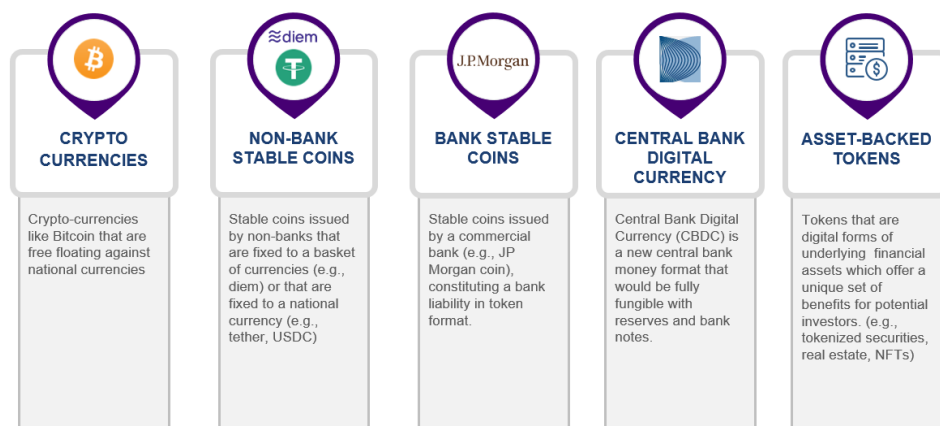 diem
J.P.Morgan
CRYPTO
CURRENCIES
NON-BANK
STABLE COINS
BANK STABLE
COINS
CENTRAL BANK
DIGITAL
CURRENCY
ASSET-BACKED
TOKENS
Crypto-currencies
like Bitcoin that are
free floating against
national currencies
Stable coins issued
by non-banks that
are fixed to a basket
of currencies (e.g.,
diem) or that are
fixed to a national
currency (e.g.,
tether, USDC)
Stable coins issued
by a commercial
bank (e.g., JP
Morgan coin),
constituting a bank
liability in token
format.
Central Bank Digital
Currency (CBDC) is
a new central bank
money format that
would be fully
fungible with
reserves and bank
notes.
Tokens that are
digital forms of
underlying financial
assets which offer a
unique set of
benefits for potential
investors. (e.g.,
tokenized securities,
real estate, NFTs)